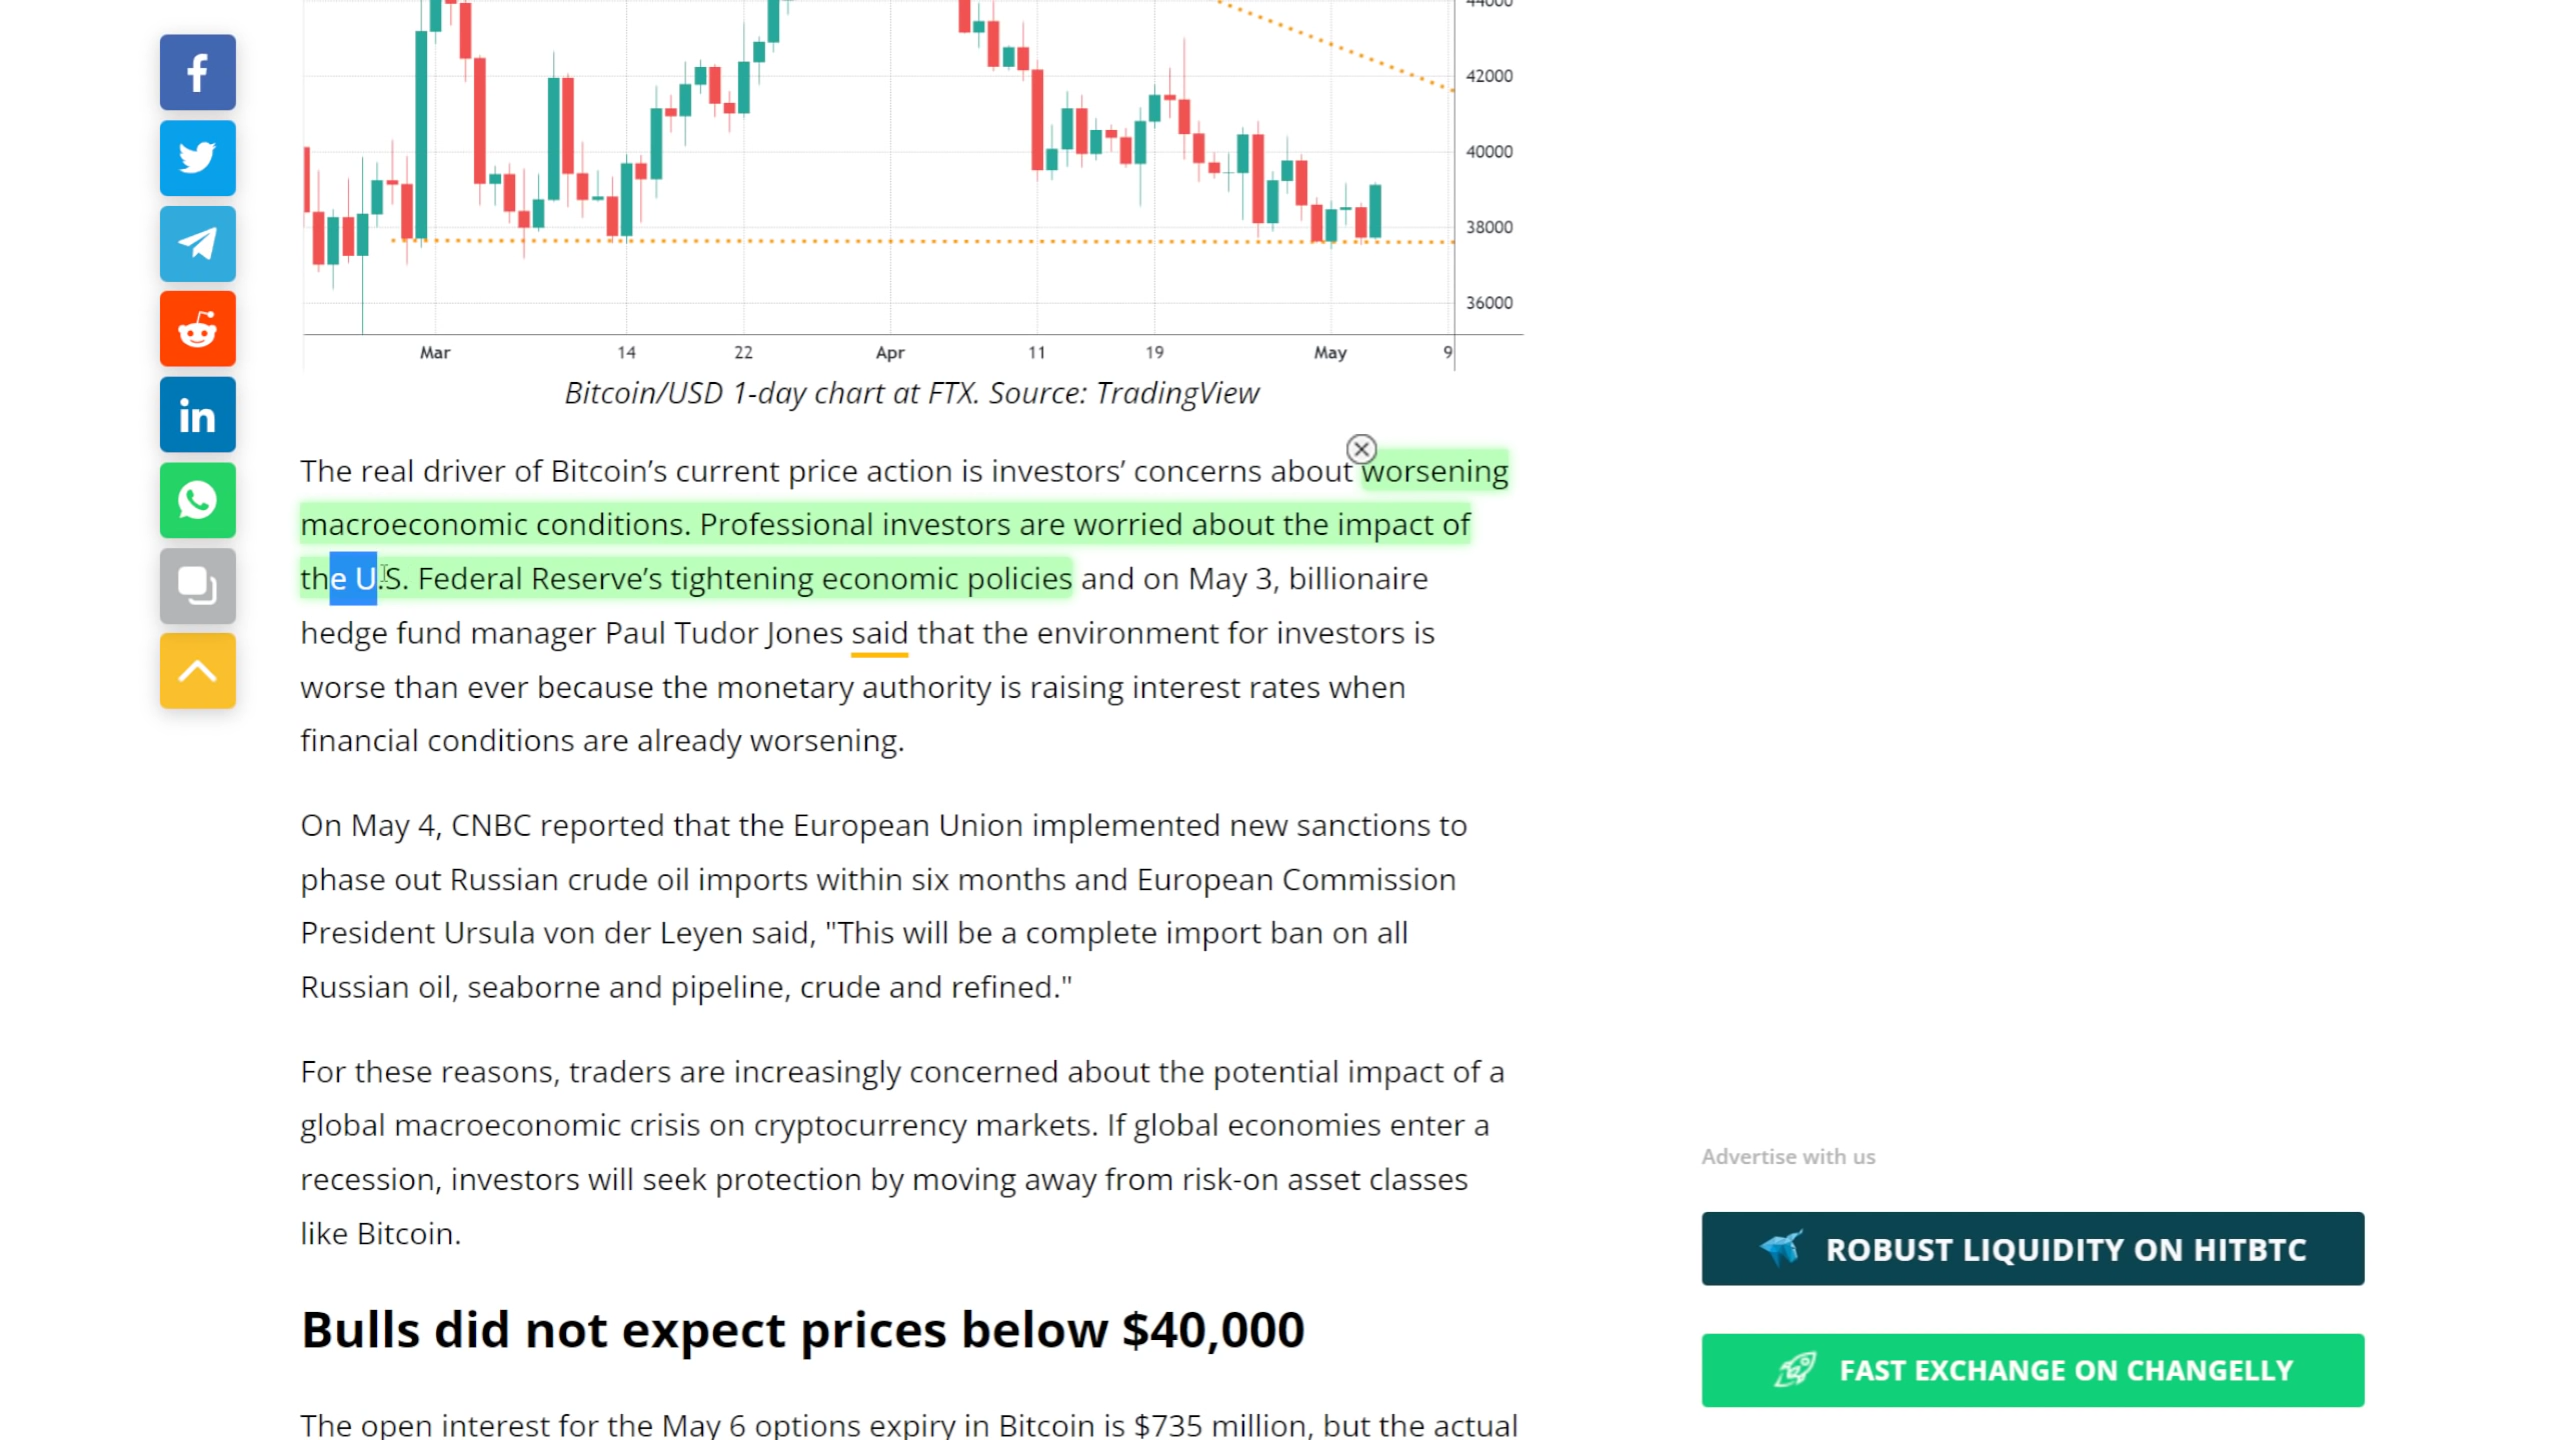 44000
42000
40000
38000
36000
Mar 14 22 Apr 11 19 May 9
Bitcoin/USD 1-day chart at FTX. Source: TradingView
The real driver of Bitcoin’s current price action is investors’ concerns about worsening
macroeconomic conditions. Professional investors are worried about the impact of
the U.S. Federal Reserve’s tightening economic policies and on May 3, billionaire
hedge fund manager Paul Tudor Jones said that the environment for investors is
worse than ever because the monetary authority is raising interest rates when
financial conditions are already worsening.
On May 4, CNBC reported that the European Union implemented new sanctions to
phase out Russian crude oil imports within six months and European Commission
President Ursula von der Leyen said, "This will be a complete import ban on all
Russian oil, seaborne and pipeline, crude and refined."
For these reasons, traders are increasingly concerned about the potential impact of a
global macroeconomic crisis on cryptocurrency markets. If global economies enter a
recession, investors will seek protection by moving away from risk-on asset classes
like Bitcoin.
Bulls did not expect prices below $40,000
The open interest for the May 6 options expiry in Bitcoin is $735 million, but the actual
Advertise with us
ROBUST LIQUIDITY ON HITBTC
FAST EXCHANGE ON CHANGELLY